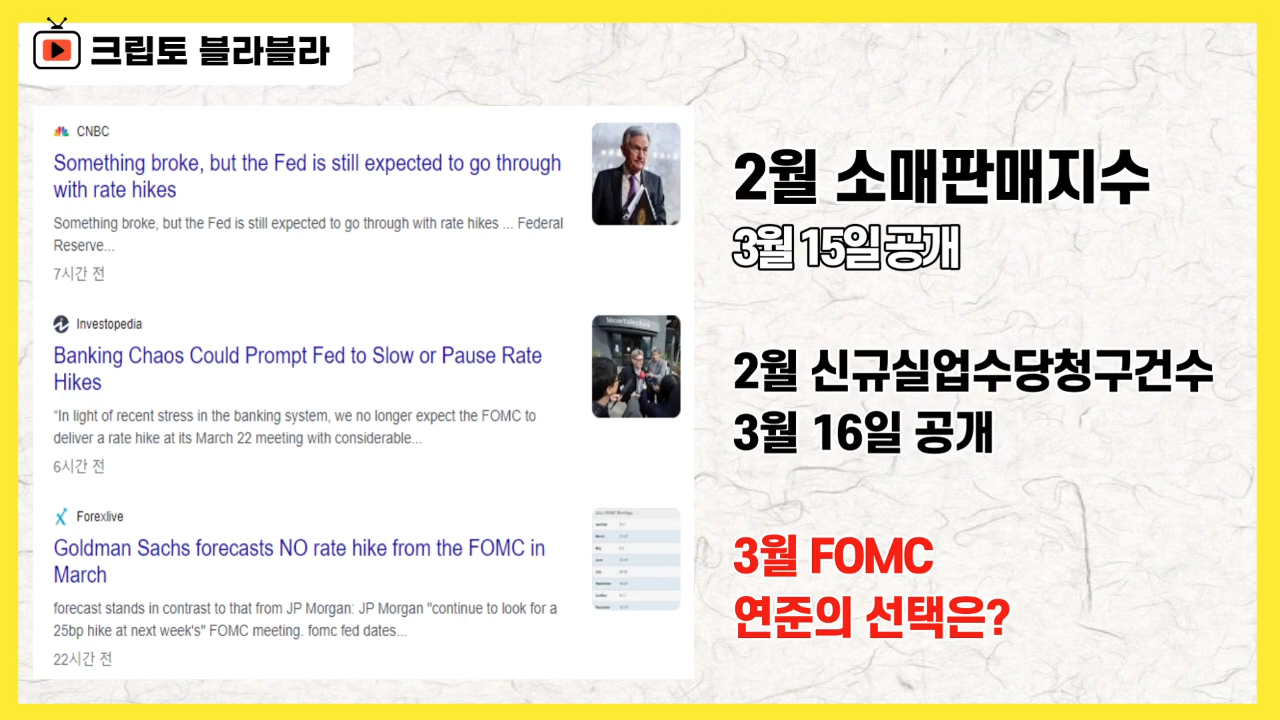 크립토 블라블라
CNBC
Something broke, but the Fed is still expected to go through
with rate hikes
Something broke, but the Fed is still expected to go through with rate hikes ... Federal
Reserve...
7시간 전
Investopedia
Banking Chaos Could Prompt Fed to Slow or Pause Rate
Hikes
“In light of recent stress in the banking system, we no longer expect the FOMC to
deliver a rate hike at its March 22 meeting with considerable...
6시간 전
Forexlive
Goldman Sachs forecasts NO rate hike from the FOMC in
March
forecast stands in contrast to that from JP Morgan: JP Morgan "continue to look for a
25bp hike at next week's" FOMC meeting. fomc fed dates...
22시간 전
2월 소매판매지수
3월 15일 공개
2월 신규실업수당청구건수
3월 16일 공개
3월 FOMC
연준의 선택은?